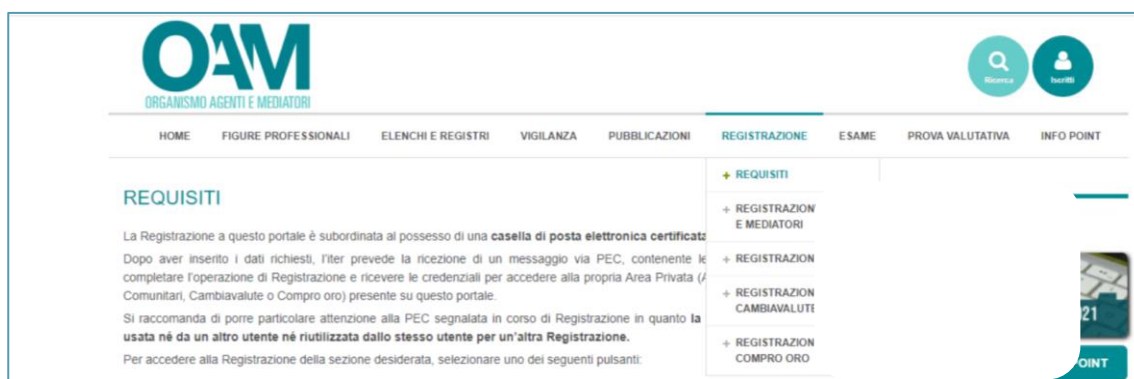 OAM
ORGANISMO AGENTI E MEDIATORI
Ricerca
Iscritti
HOME FIGURE PROFESSIONALI ELENCHI E REGISTRI VIGILANZA PUBBLICAZIONI REGISTRAZIONE ESAME PROVA VALUTATIVA INFO POINT
REQUISITI
La Registrazione a questo portale è subordinata al possesso di una casella di posta elettronica certificata
Dopo aver inserito i dati richiesti, l'iter prevede la ricezione di un messaggio via PEC, contenente le
completare l'operazione di Registrazione e ricevere le credenziali per accedere alla propria Area Privata (A
Comunitari, Cambiavalute o Compro oro) presente su questo portale.
Si raccomanda di porre particolare attenzione alla PEC segnalata in corso di Registrazione in quanto la
usata né da un altro utente né riutilizzata dallo stesso utente per un'altra Registrazione.
Per accedere alla Registrazione della sezione desiderata, selezionare uno dei seguenti pulsanti:
+ REQUISITI
+ REGISTRAZION
E MEDIATORI
+ REGISTRAZION
+ REGISTRAZION
CAMBIAVALUTE
+ REGISTRAZION
COMPRO ORO
021
OINT